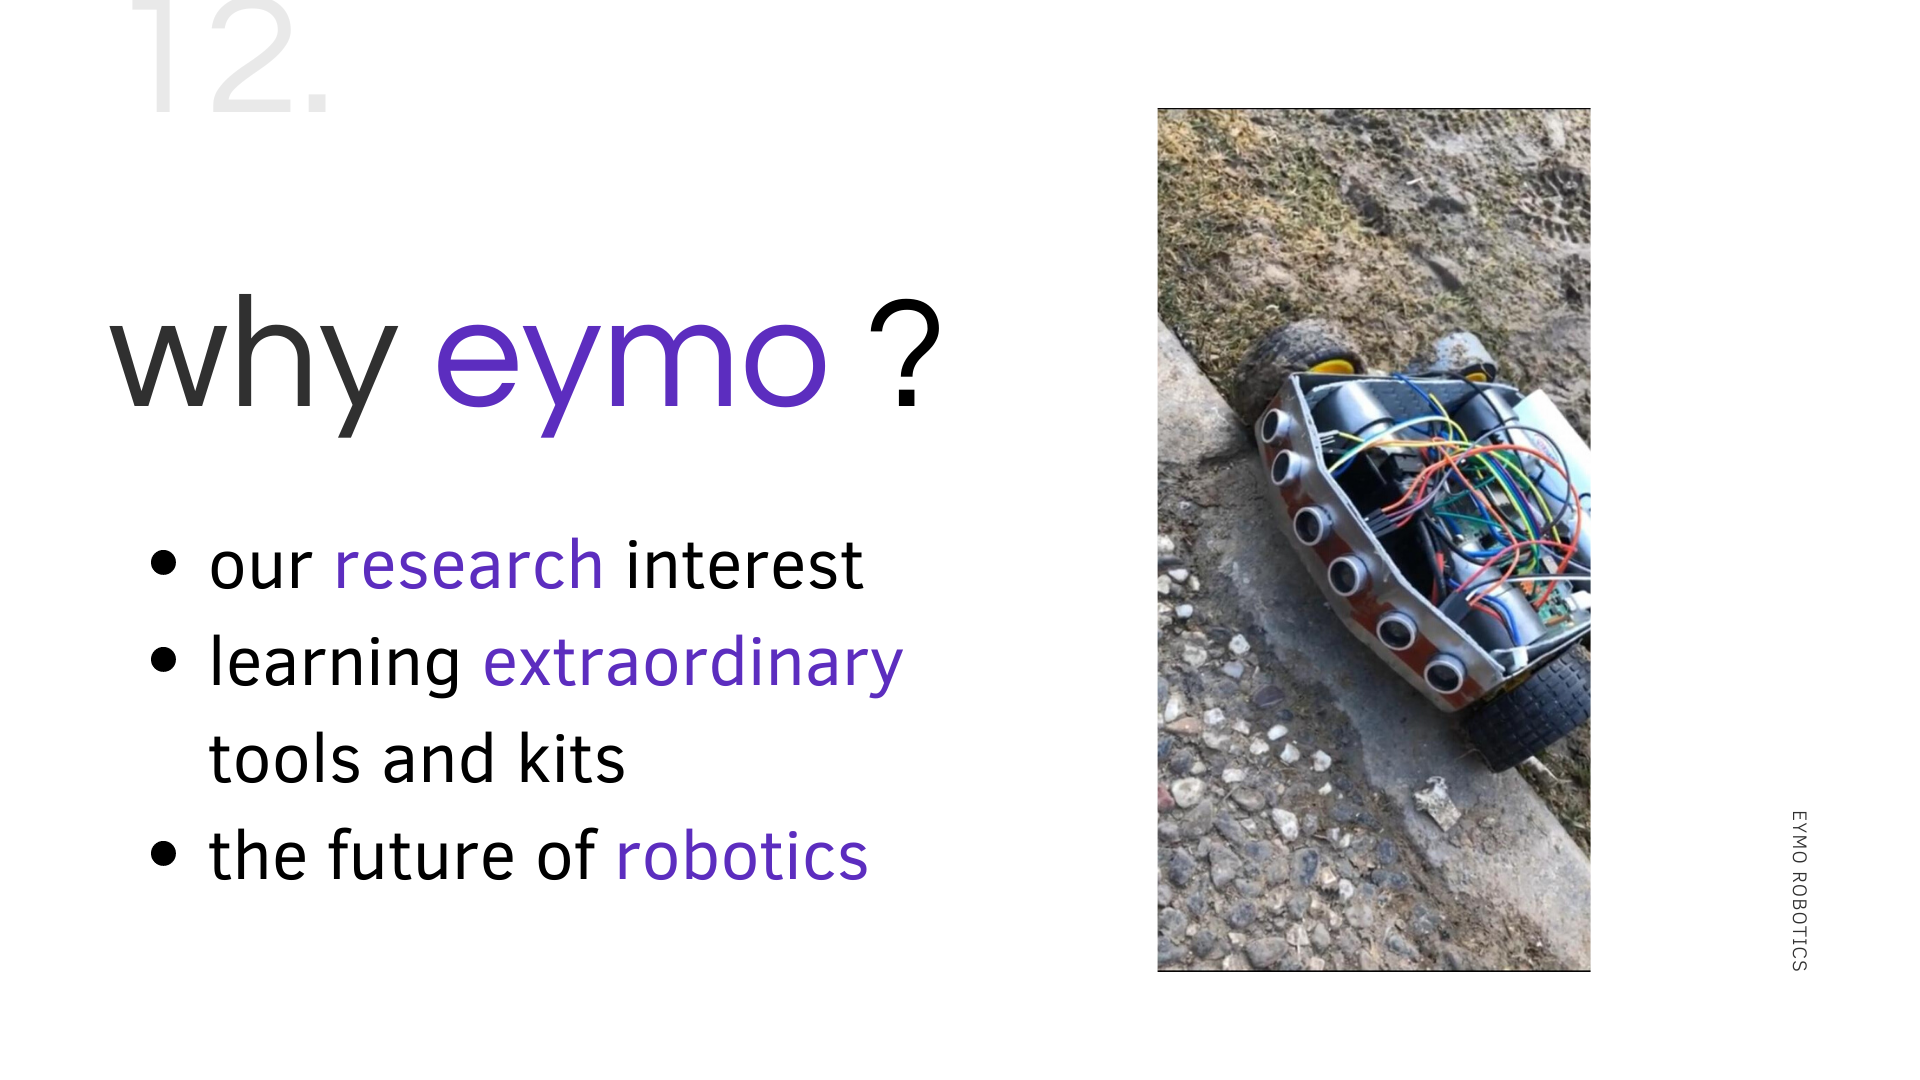 12.
why eymo ?
• our research interest
• learning extraordinary
tools and kits
• the future of robotics
EYMO ROBOTICS